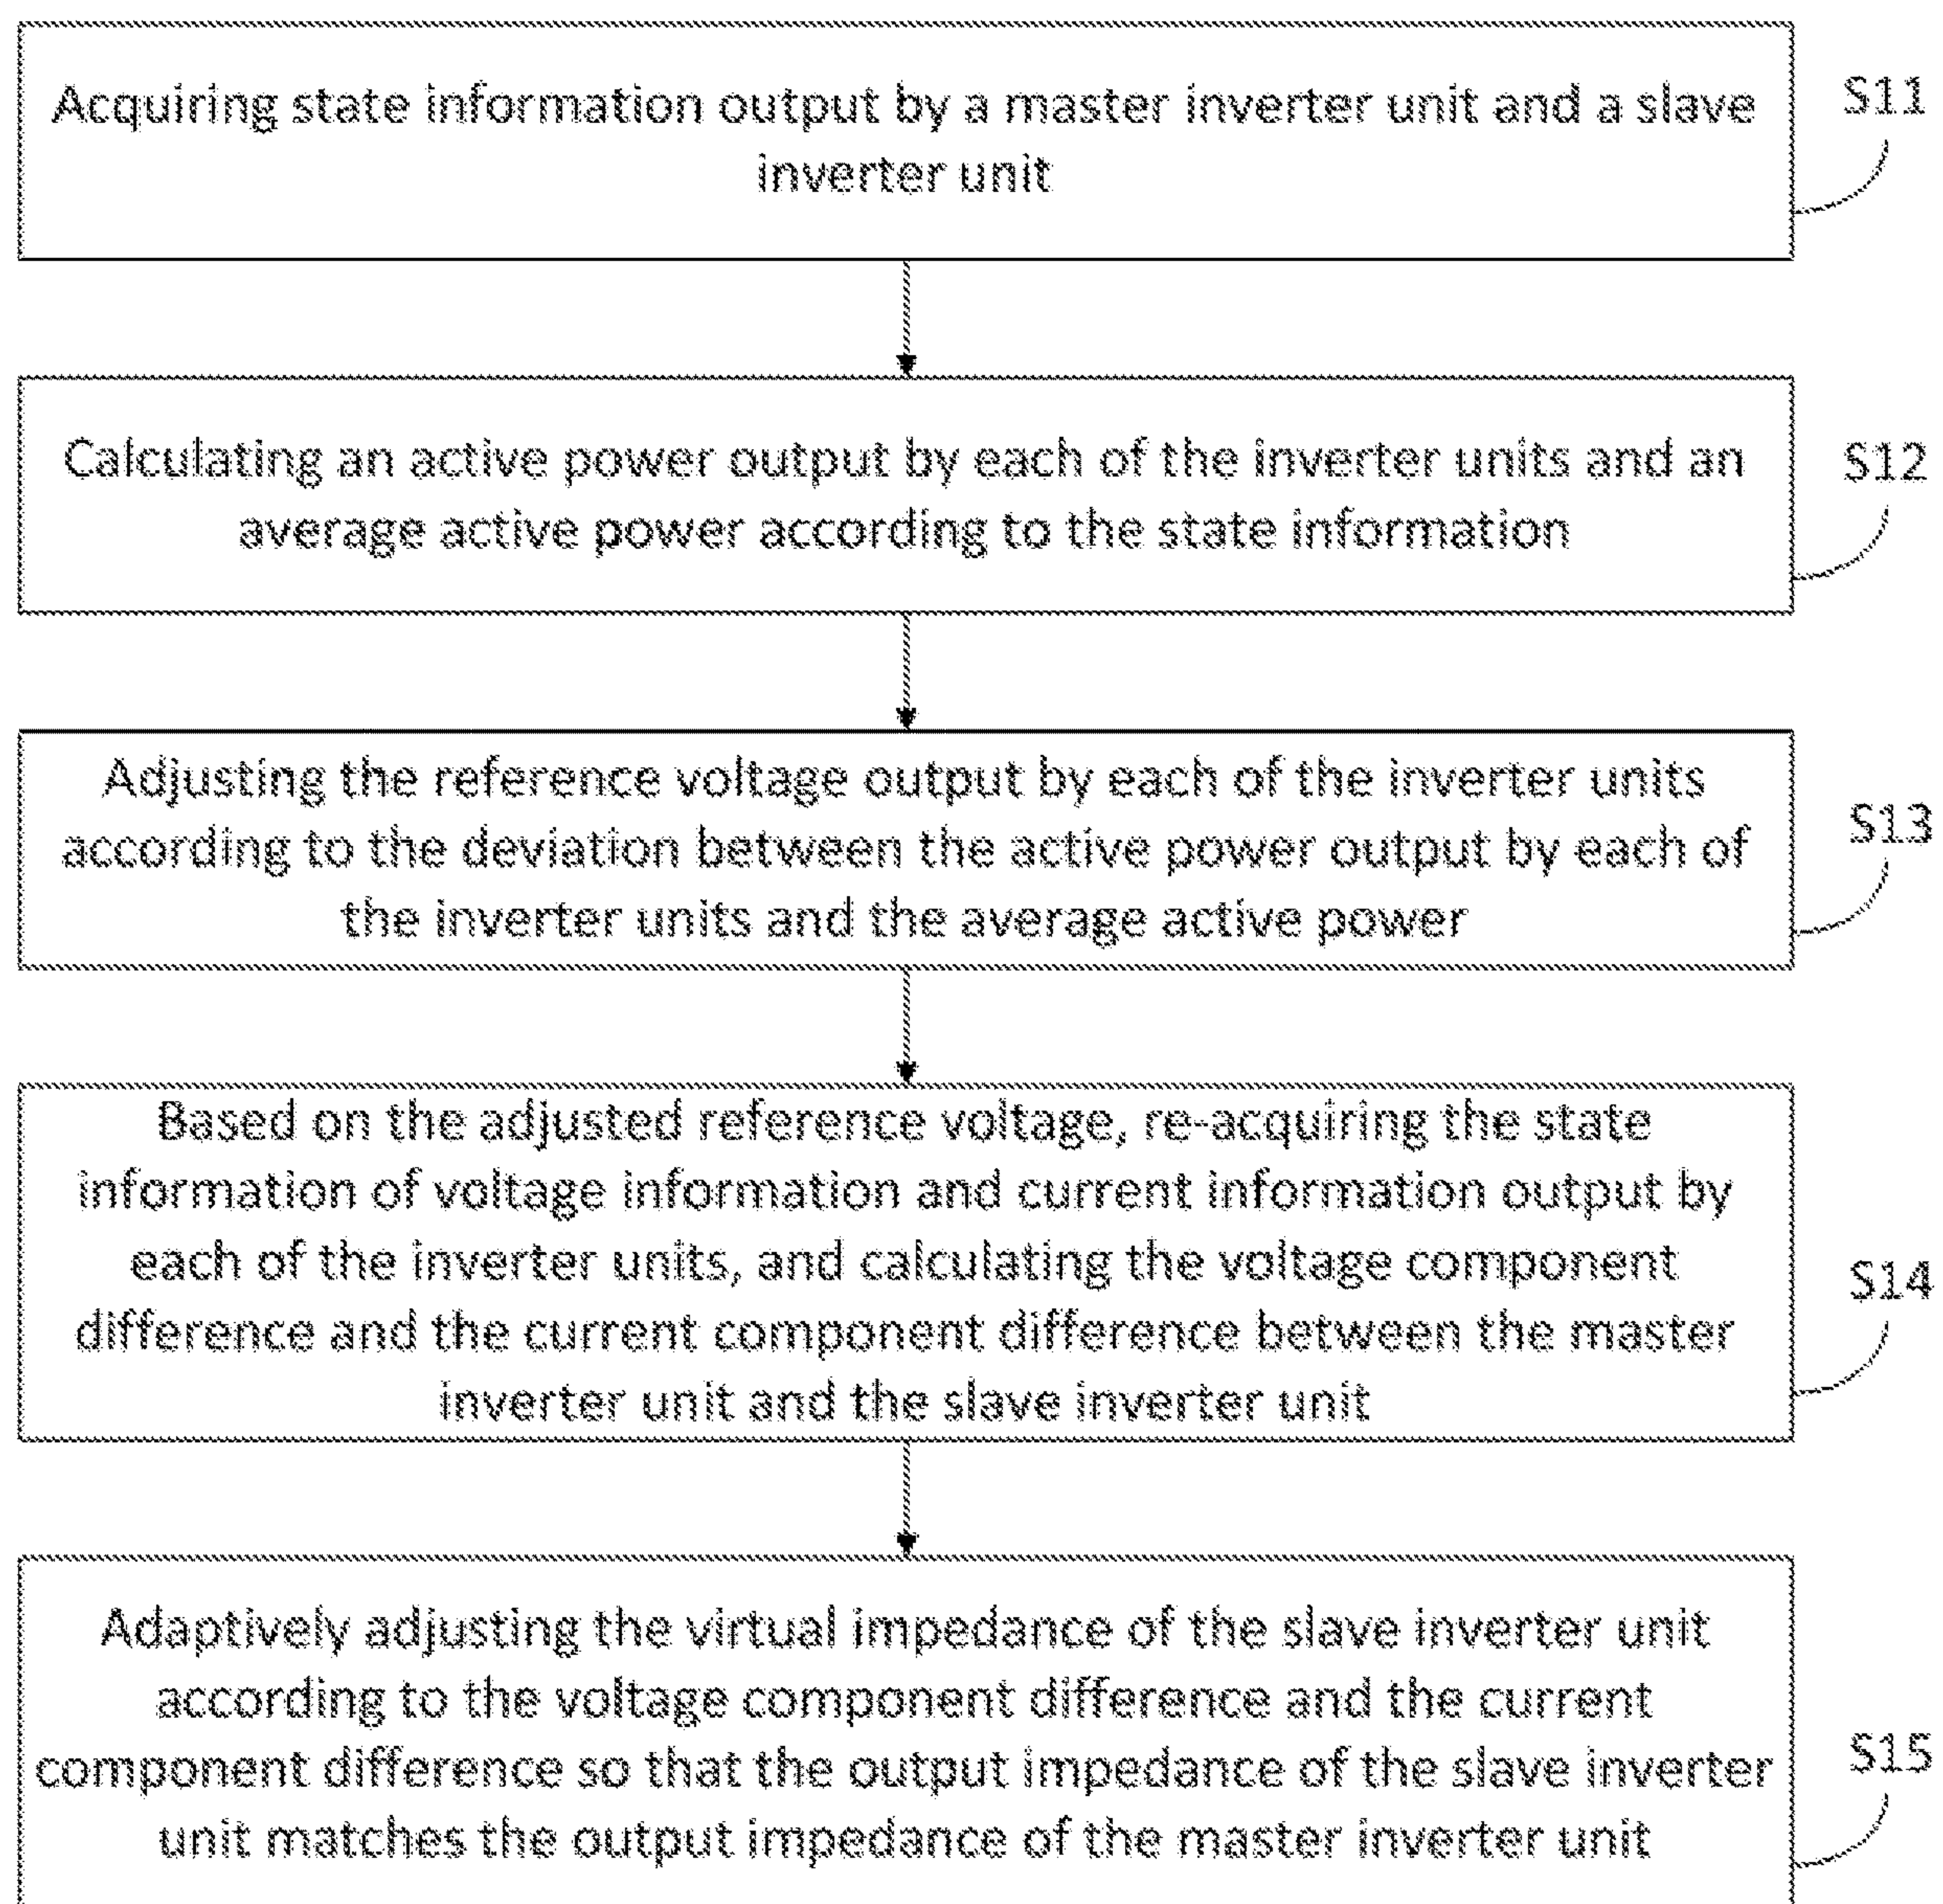 Acquiring state information output by a master inverter unit and a slave
inverter unit
S11
Calculating an active power output by each of the inverter units and an
average active power according to the state information
S12
Adjusting the reference voltage output by each of the inverter units
according to the deviation between the active power output by each of
the inverter units and the average active power
S13
Based on the adjusted reference voltage, re-acquiring the state
information of voltage information and current information output by
each of the inverter units, and calculating the voltage component
difference and the current component difference between the master
inverter unit and the slave inverter unit
S14
Adaptively adjusting the virtual impedance of the slave inverter unit
according to the voltage component difference and the current
component difference so that the output impedance of the slave inverter
unit matches the output impedance of the master inverter unit
S15